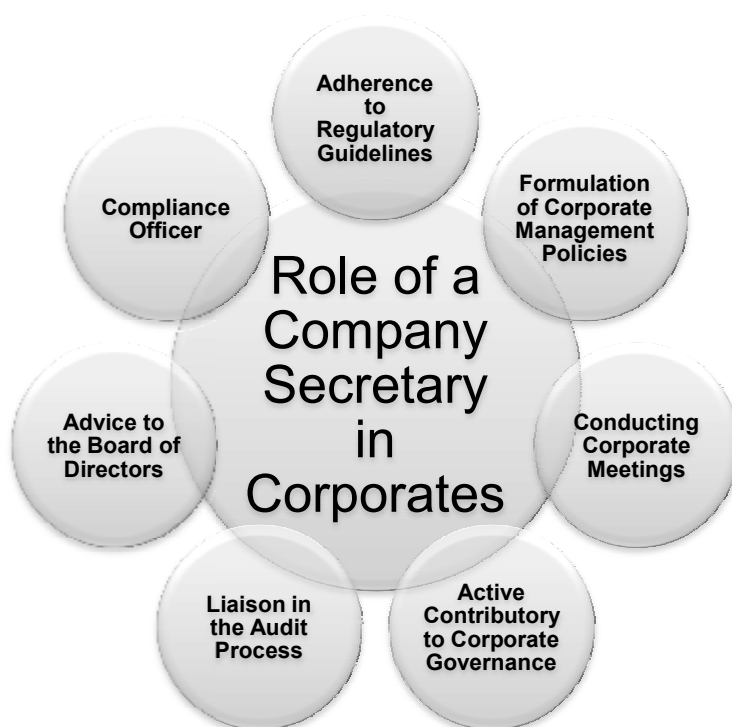 Adherence
to
Regulatory
Guidelines
Formulation
of Corporate
Management
Policies
Conducting
Corporate
Meetings
Active
Contributory
to Corporate
Governance
Liaison in
the Audit
Process
Advice to
the Board of
Directors
Compliance
Officer
Role of a
Company
Secretary
in
Corporates